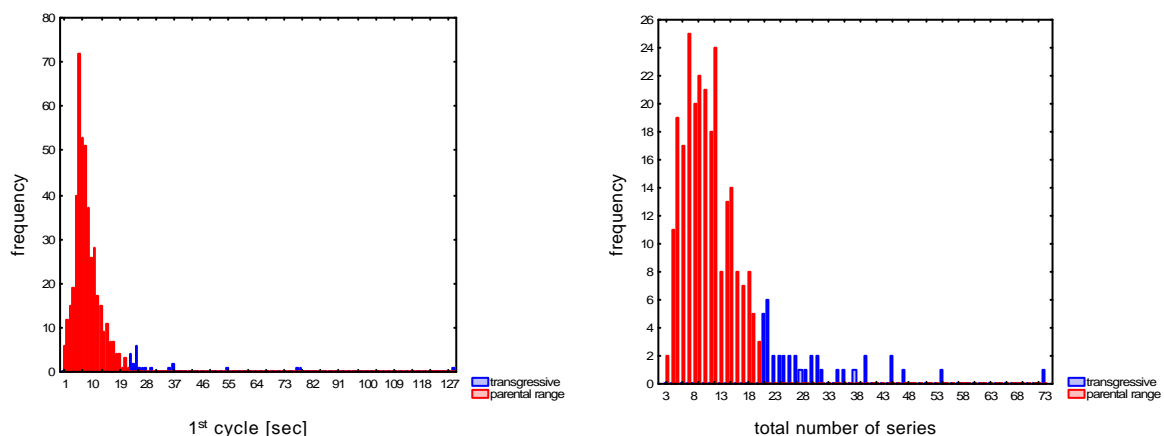 80
70
60
50
40
30
20
10
0
frequency
1 10 19 28 37 46 55 64 73 82 91 100 109 118 127
1st cycle [sec]
transgressive
parental range
26
24
22
20
18
16
14
12
10
8
6
4
2
0
frequency
3 8 13 18 23 28 33 38 43 48 53 58 63 68 73
total number of series
transgressive
parental range